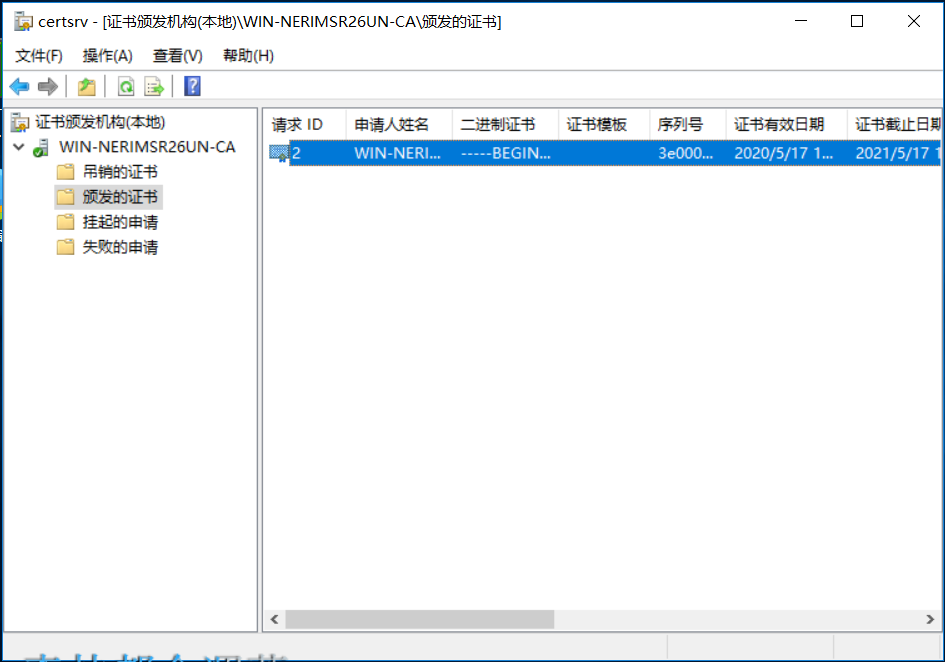 certsrv - [证书颁发机构(本地)\WIN-NERIMSR26UN-CA\颁发的证书]
文件(F) 操作(A) 查看(V) 帮助(H)
证书颁发机构(本地)
WIN-NERIMSR26UN-CA
吊销的证书
颁发的证书
挂起的申请
失败的申请
请求 ID 申请人姓名 二进制证书 证书模板 序列号 证书有效日期 证书截止日期
2 WIN-NERI... -----BEGIN... 3e000... 2020/5/17 1... 2021/5/17 1